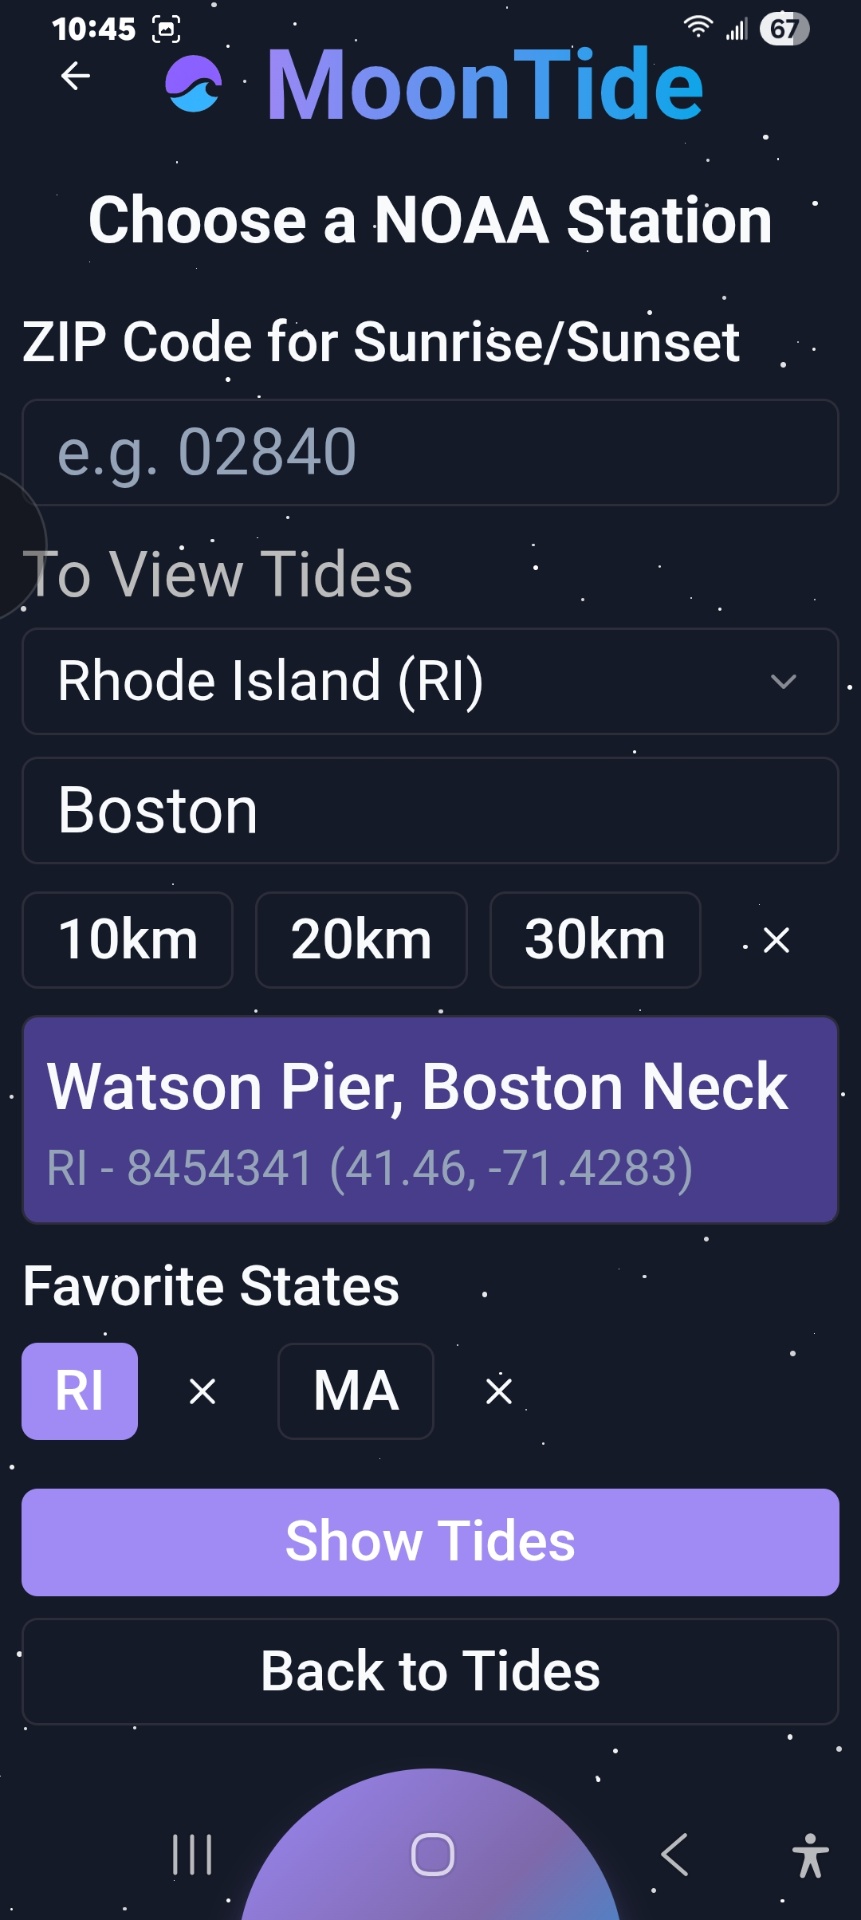 10:45
67
MoonTide
Choose a NOAA Station
ZIP Code for Sunrise/Sunset
e.g. 02840
To View Tides
Rhode Island (RI)
Boston
10km 20km 30km ×
Watson Pier, Boston Neck
RI - 8454341 (41.46, -71.4283)
Favorite States
RI × MA ×
Show Tides
Back to Tides